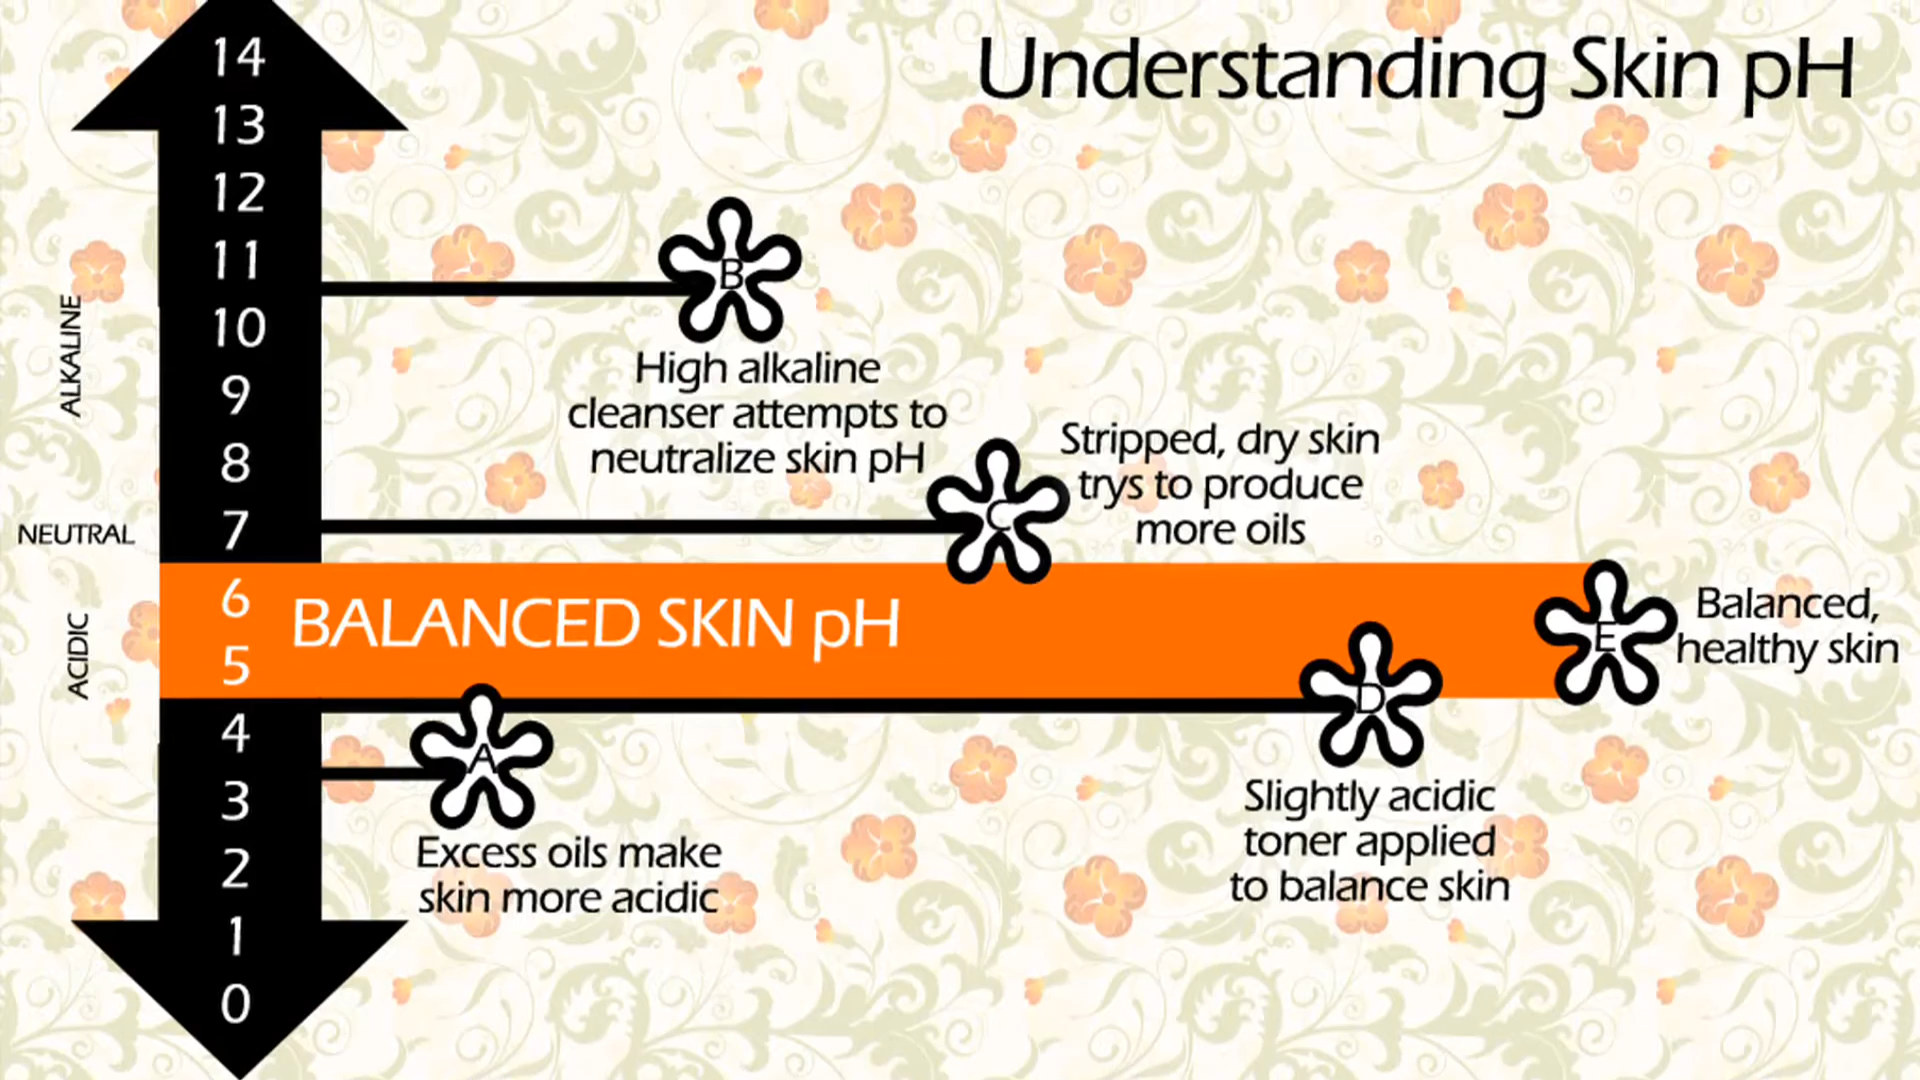 Understanding Skin pH
14
13
12
11
10
9
8
7
6
5
4
3
2
1
0
ALKALINE
NEUTRAL
ACIDIC
BALANCED SKIN pH
A
Excess oils make
skin more acidic
B
High alkaline
cleanser attempts to
neutralize skin pH
C
Stripped, dry skin
trys to produce
more oils
D
Slightly acidic
toner applied
to balance skin
E
Balanced,
healthy skin